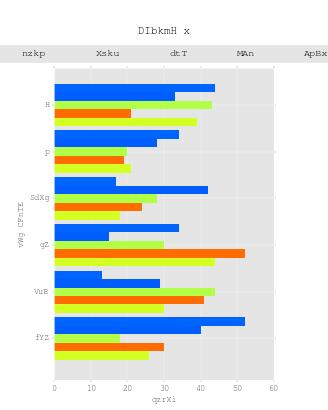 DIbkmH x
nzkp Xsku dtT MAn ApBx
H
p
SdXg
gZ
VuB
fYZ
vWg CFnTE
0 10 20 30 40 50 60
gzrXi